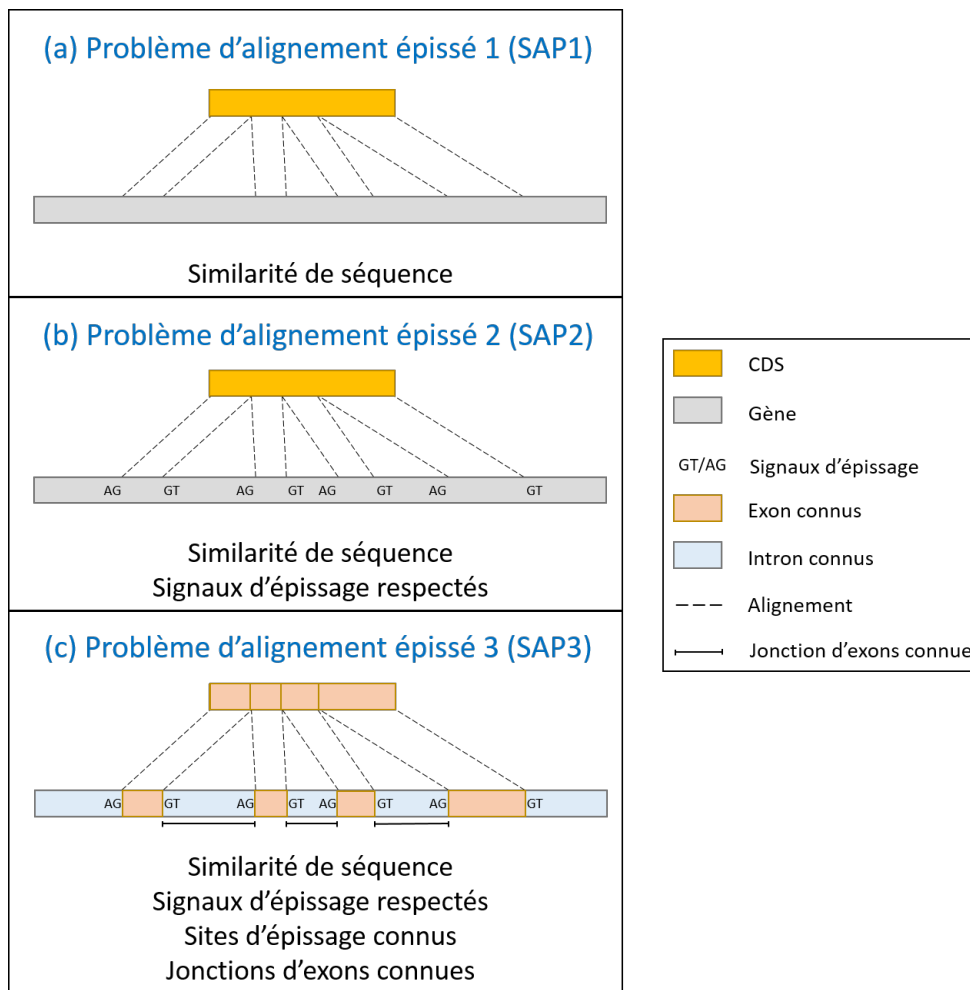 (a) Problème d'alignement épissé 1 (SAP1)
Similarité de séquence
(b) Problème d'alignement épissé 2 (SAP2)
AG GT AG GT AG GT AG GT
Similarité de séquence
Signaux d'épissage respectés
(c) Problème d'alignement épissé 3 (SAP3)
AG GT AG GT AG GT AG GT
Similarité de séquence
Signaux d'épissage respectés
Sites d'épissage connus
Jonctions d'exons connues
CDS
Gène
GT/AG Signaux d'épissage
Exon connus
Intron connus
Alignement
Jonction d'exons connue